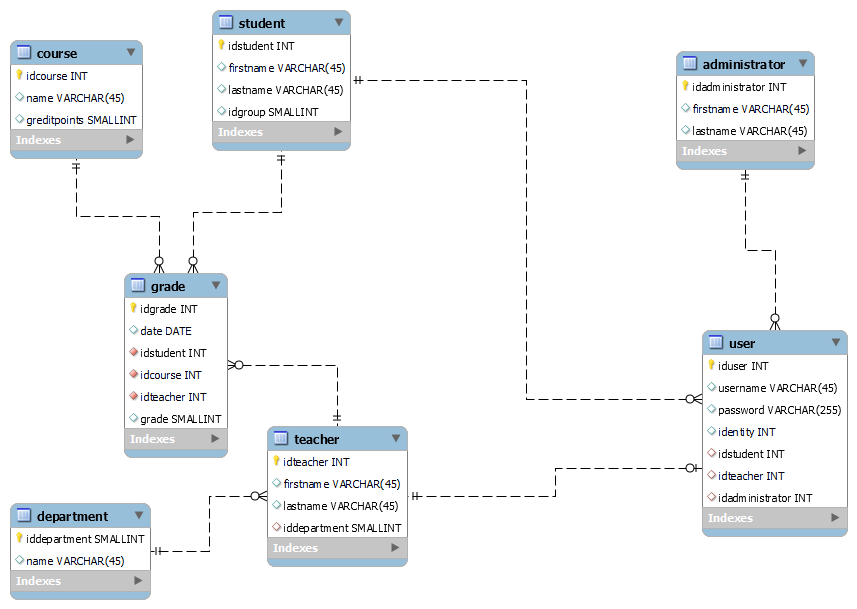 course
idcourse INT
name VARCHAR(45)
greditpoints SMALLINT
Indexes
student
idstudent INT
firstname VARCHAR(45)
lastname VARCHAR(45)
idgroup SMALLINT
Indexes
administrator
idadministrator INT
firstname VARCHAR(45)
lastname VARCHAR(45)
Indexes
grade
idgrade INT
date DATE
idstudent INT
idcourse INT
idteacher INT
grade SMALLINT
Indexes
user
iduser INT
username VARCHAR(45)
password VARCHAR(255)
identity INT
idstudent INT
idteacher INT
idadministrator INT
Indexes
teacher
idteacher INT
firstname VARCHAR(45)
lastname VARCHAR(45)
iddepartment SMALLINT
Indexes
department
iddepartment SMALLINT
name VARCHAR(45)
Indexes